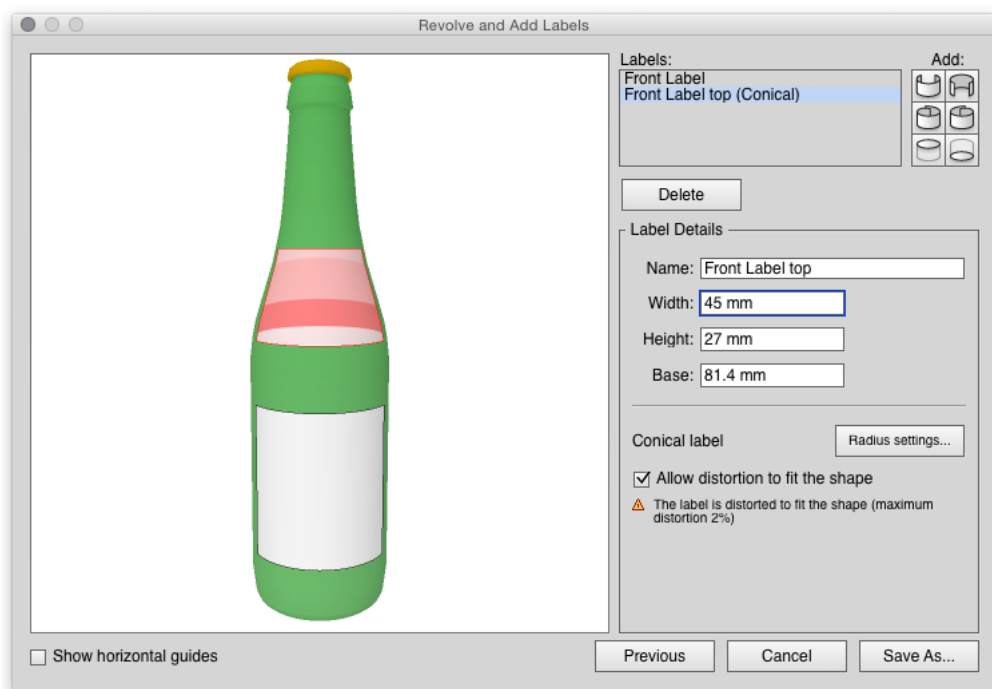 Revolve and Add Labels
Labels:
Add:
Front Label
Front Label top (Conical)
Delete
Label Details
Name: Front Label top
Width: 45 mm
Height: 27 mm
Base: 81.4 mm
Conical label
Radius settings...
Allow distortion to fit the shape
The label is distorted to fit the shape (maximum
distortion 2%)
Show horizontal guides
Previous
Cancel
Save As...